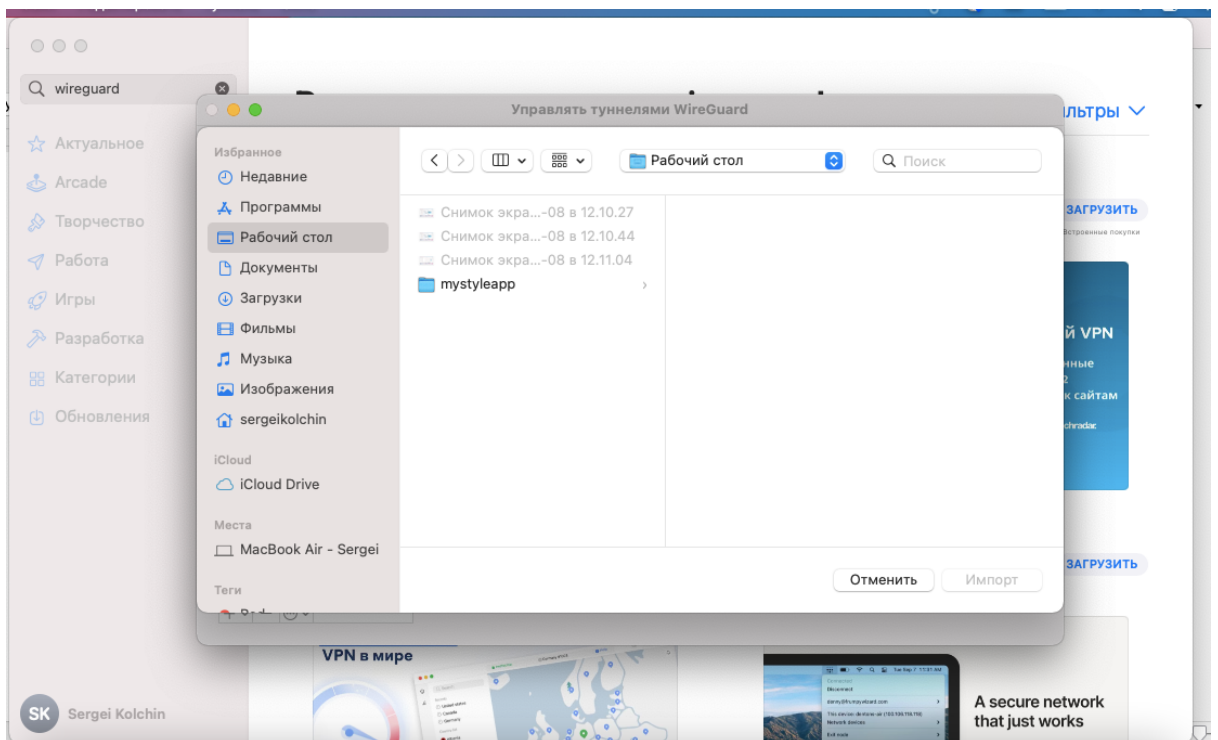 wireguard
Управлять туннелями WireGuard
Актуальное
Arcade
Творчество
Работа
Игры
Разработка
Категории
Обновления
Избранное
Недавние
Программы
Рабочий стол
Документы
Загрузки
Фильмы
Музыка
Изображения
sergeikolchin
iCloud
iCloud Drive
Места
MacBook Air - Sergei
Теги
Рабочий стол
Поиск
Снимок экра...-08 в 12.10.27
Снимок экра...-08 в 12.10.44
Снимок экра...-08 в 12.11.04
mystyleapp
Отменить
Импорт
ЗАГРУЗИТЬ
Встроенные покупки
й VPN
к сайтам
ЗАГРУЗИТЬ
VPN в мире
A secure network
that just works
SK
Sergei Kolchin